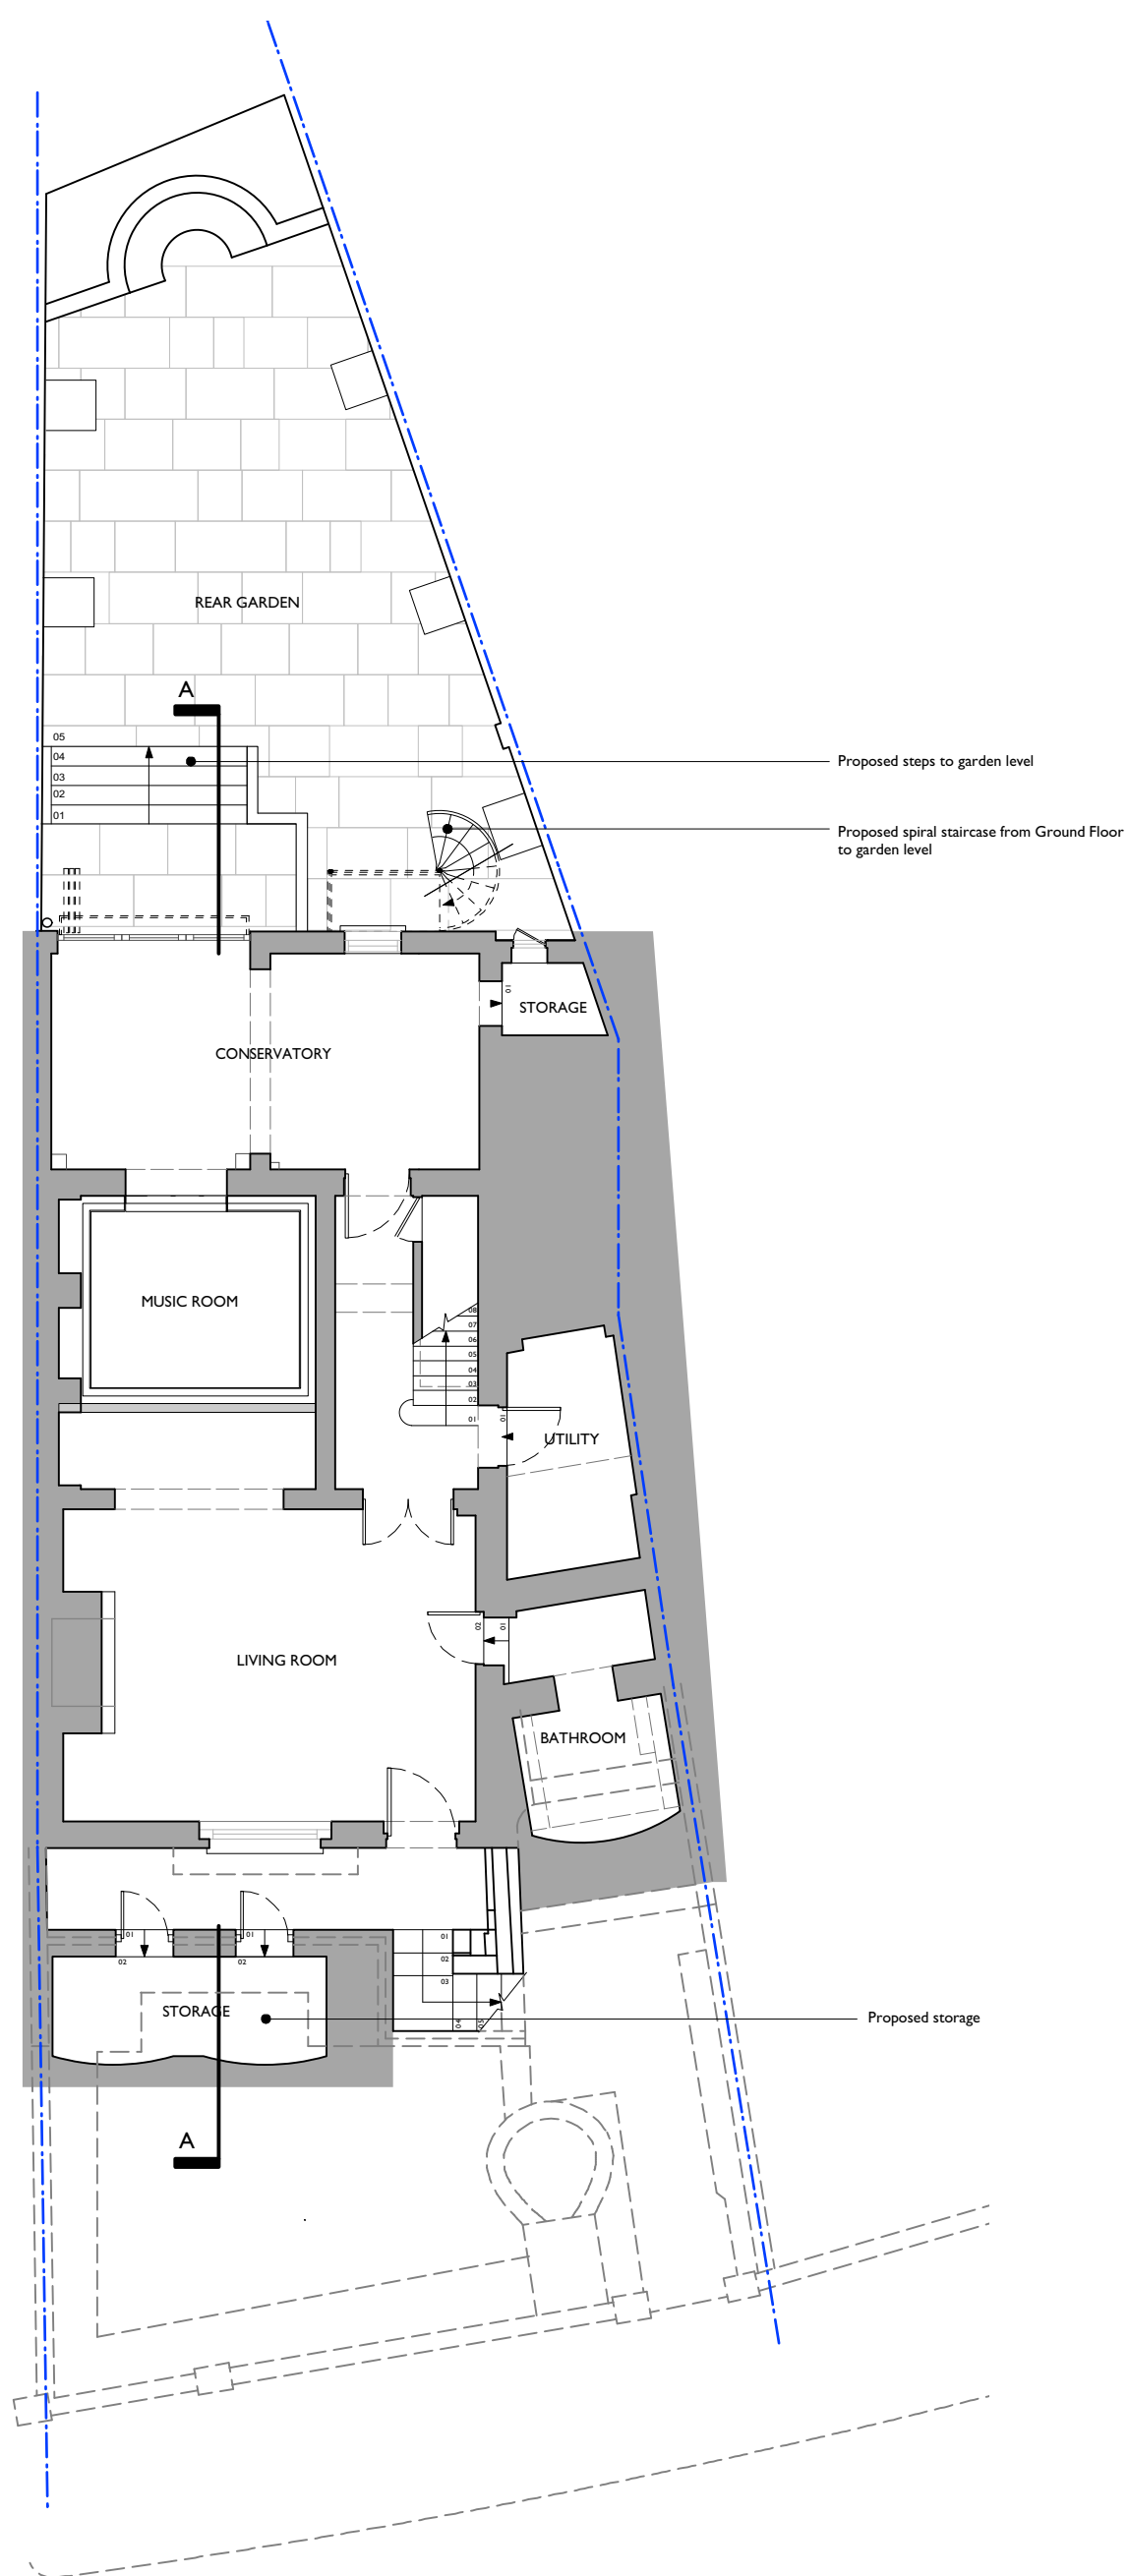 REAR GARDEN
A
05
04
03
02
01
Proposed steps to garden level
Proposed spiral staircase from Ground Floor
to garden level
01
STORAGE
CONSERVATORY
MUSIC ROOM
08
07
06
05
04
03
02
01
01
UTILITY
02
01
LIVING ROOM
BATHROOM
01
01
02
02
01
02
03
04
05
STORAGE
Proposed storage
A